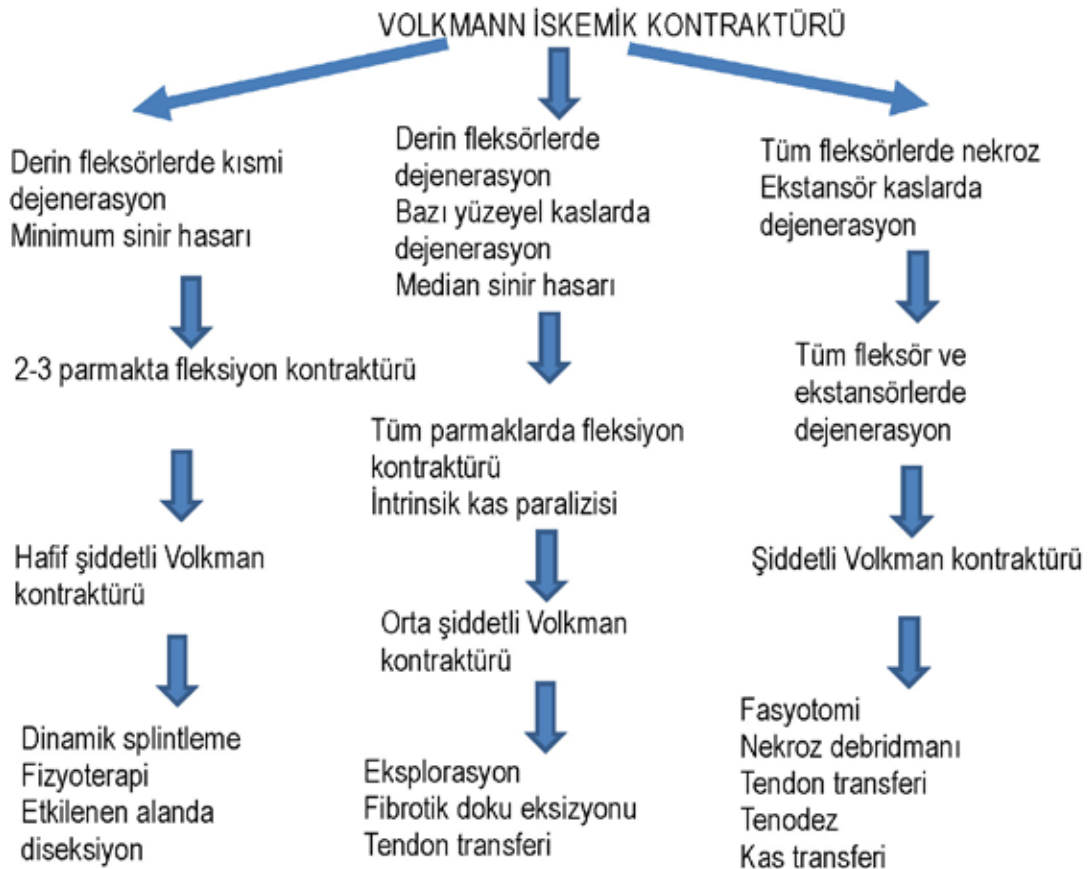 VOLKMANN İSKEMİK KONTRAKTÜRÜ
Derin fleksörlerde kısmi
dejenerasyon
Minimum sinir hasarı
2-3 parmakta fleksiyon kontraktürü
Hafif şiddetli Volkman
kontraktürü
Dinamik splintleme
Fizyoterapi
Etkilenen alanda
diseksiyon
Derin fleksörlerde
dejenerasyon
Bazı yüzeyel kaslarda
dejenerasyon
Median sinir hasarı
Tüm parmaklarda fleksiyon
kontraktürü
İntrinsik kas paralizisi
Orta şiddetli Volkman
kontraktürü
Eksplorasyon
Fibrotik doku eksizyonu
Tendon transferi
Tüm fleksörlerde nekroz
Ekstansör kaslarda
dejenerasyon
Tüm fleksör ve
ekstansörlerde
dejenerasyon
Şiddetli Volkman kontraktürü
Fasyotomi
Nekroz debridmanı
Tendon transferi
Tenodez
Kas transferi